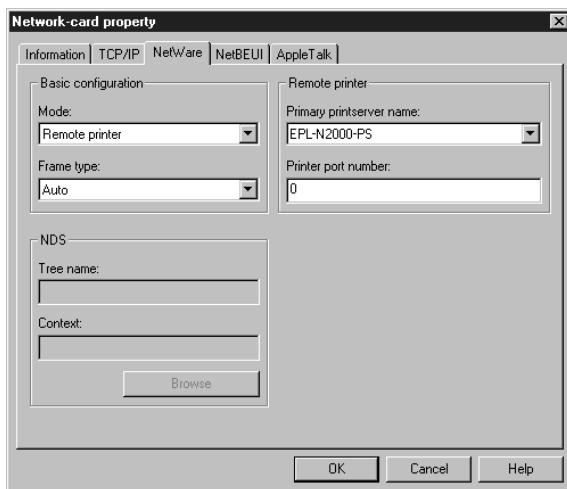 Network-card property
Information TCP/IP NetWare NetBEUI AppleTalk
Basic configuration
Mode:
Remote printer
Frame type:
Auto
Remote printer
Primary printserver name:
EPL-N2000-PS
Printer port number:
0
NDS
Tree name:
Context:
Browse
OK Cancel Help